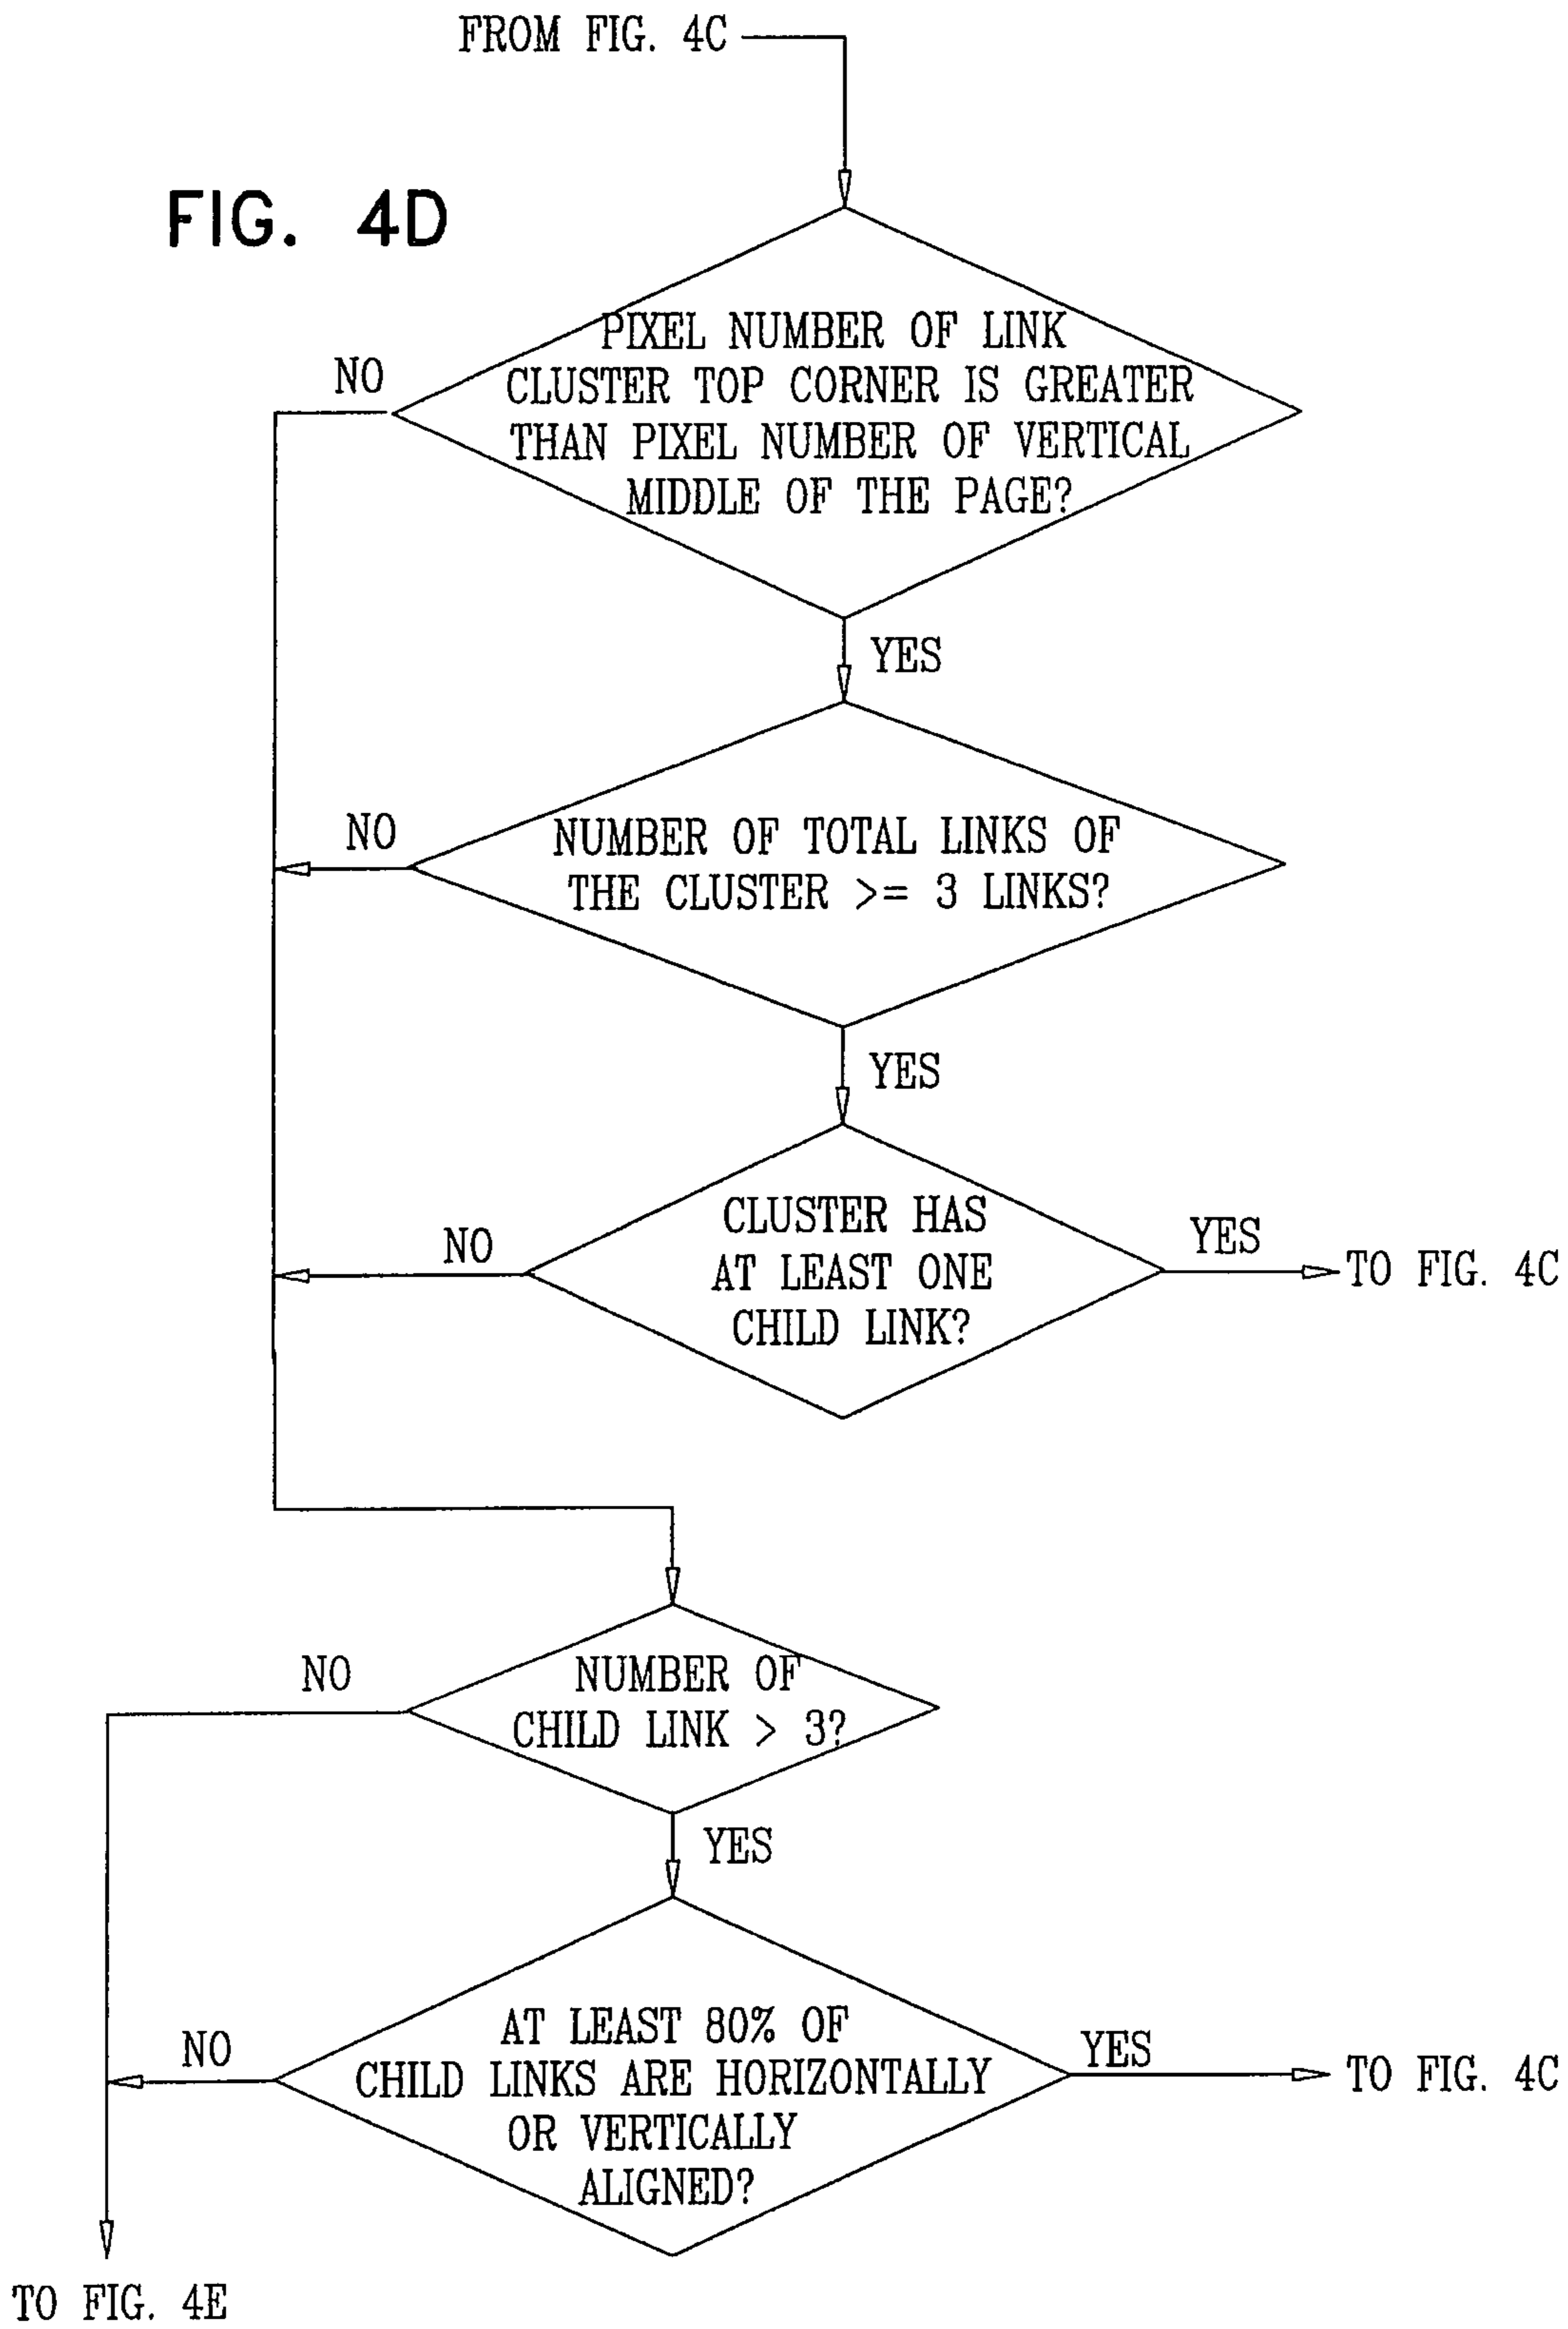 FROM FIG. 4C
FIG. 4D
PIXEL NUMBER OF LINK
CLUSTER TOP CORNER IS GREATER
THAN PIXEL NUMBER OF VERTICAL
MIDDLE OF THE PAGE?
NO
YES
NUMBER OF TOTAL LINKS OF
THE CLUSTER >= 3 LINKS?
NO
YES
CLUSTER HAS
AT LEAST ONE
CHILD LINK?
NO
YES
TO FIG. 4C
NUMBER OF
CHILD LINK > 3?
NO
YES
AT LEAST 80% OF
CHILD LINKS ARE HORIZONTALLY
OR VERTICALLY
ALIGNED?
NO
YES
TO FIG. 4C
TO FIG. 4E